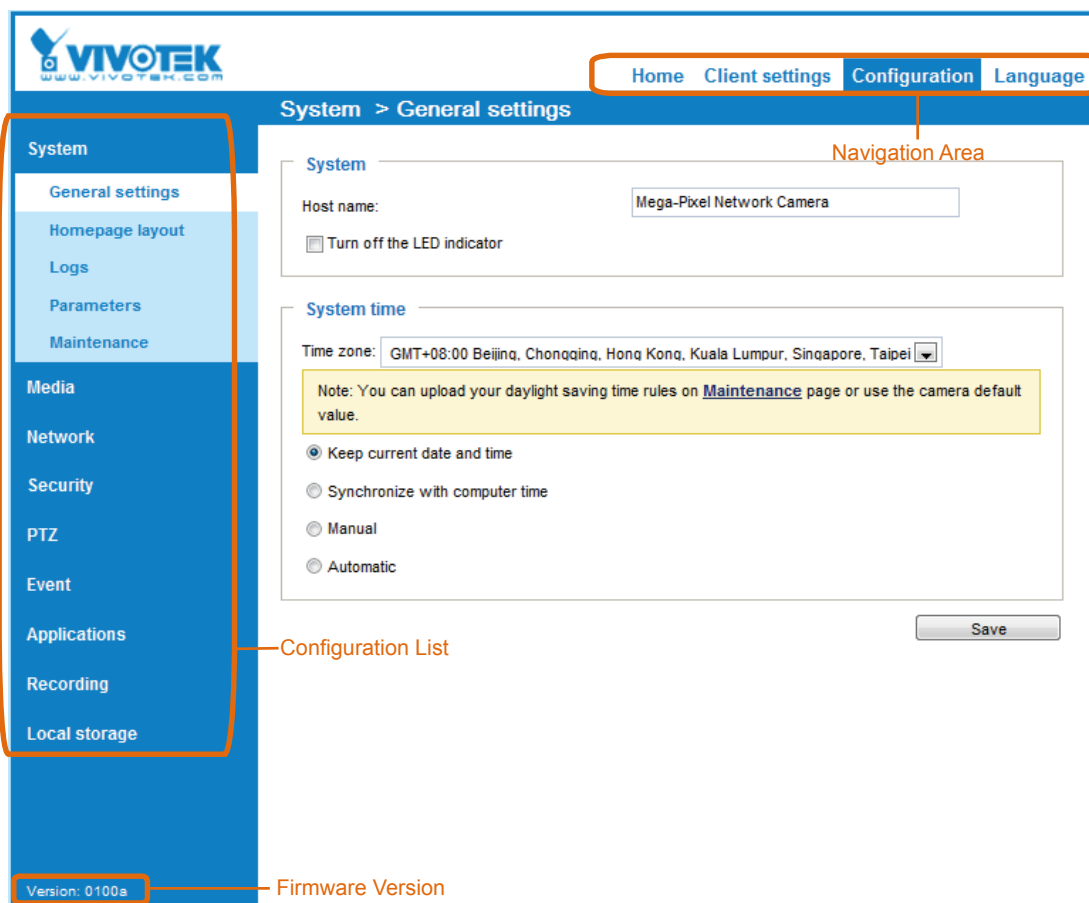 VIVOTEK
www.vivotek.com
Home Client settings Configuration Language
System > General settings
Navigation Area
System
General settings
Homepage layout
Logs
Parameters
Maintenance
Media
Network
Security
PTZ
Event
Applications
Recording
Local storage
Version: 0100a
System
Host name: Mega-Pixel Network Camera
Turn off the LED indicator
System time
Time zone: GMT+08:00 Beijing, Chongqing, Hong Kong, Kuala Lumpur, Singapore, Taipei
Note: You can upload your daylight saving time rules on Maintenance page or use the camera default
value.
Keep current date and time
Synchronize with computer time
Manual
Automatic
Save
Configuration List
Firmware Version